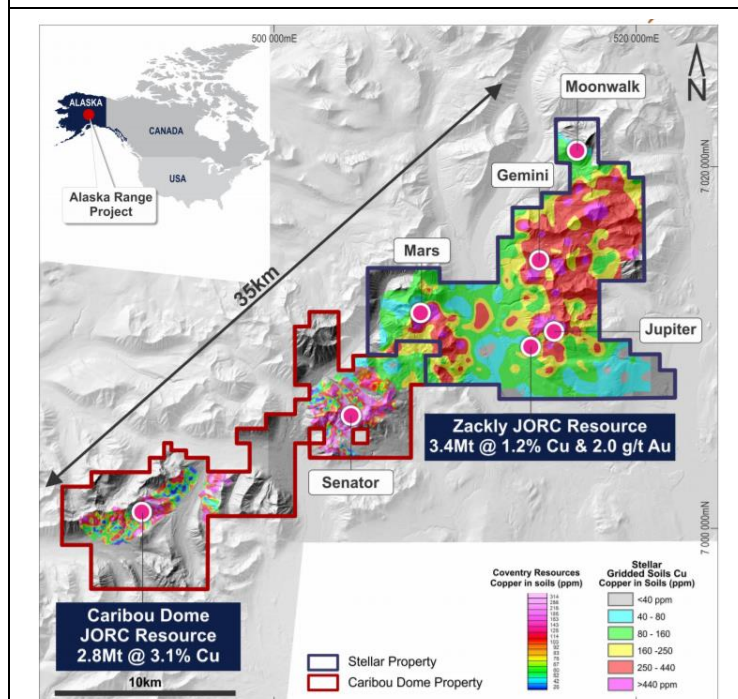 500 000mE
520 000mE
ALASKA
CANADA
USA
Alaska Range
Project
N
Moonwalk
Gemini
7 020 000mN
Mars
35km
Jupiter
Zackly JORC Resource
3.4Mt @ 1.2% Cu & 2.0 g/t Au
Senator
7 000 000mN
Caribou Dome
JORC Resource
2.8Mt @ 3.1% Cu
10km
Stellar Property
Caribou Dome Property
Coventry Resources
Copper in soils (ppm)
Stellar
Gridded Soils Cu
Copper in Soils (ppm)
<40 ppm
40 - 80
80 - 160
160 -250
250 - 440
>440 ppm